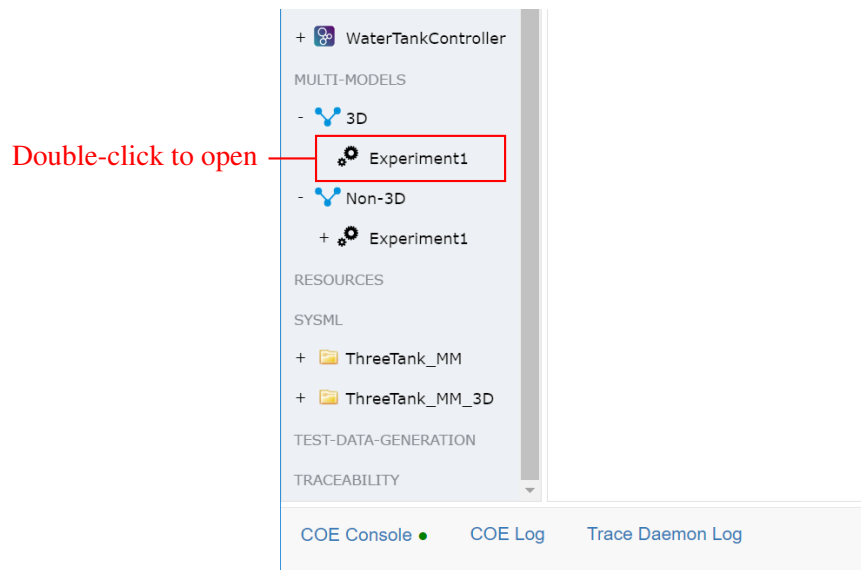 + WaterTankController
MULTI-MODELS
- 3D
Double-click to open
Experiment1
- Non-3D
+ Experiment1
RESOURCES
SYSML
+ ThreeTank_MM
+ ThreeTank_MM_3D
TEST-DATA-GENERATION
TRACEABILITY
COE Console COE Log Trace Daemon Log